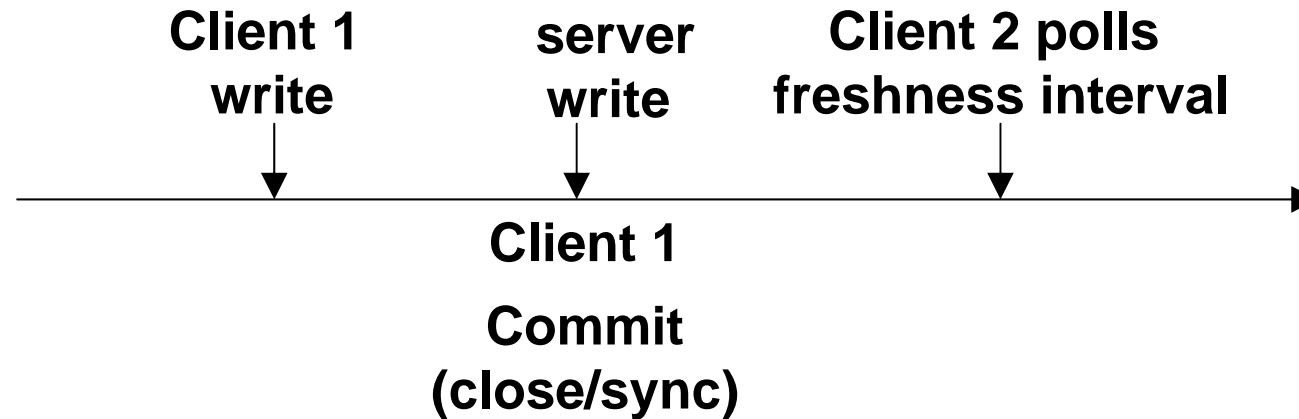 Client 1
write
server
write
Client 2 polls
freshness interval
Client 1
Commit
(close/sync)